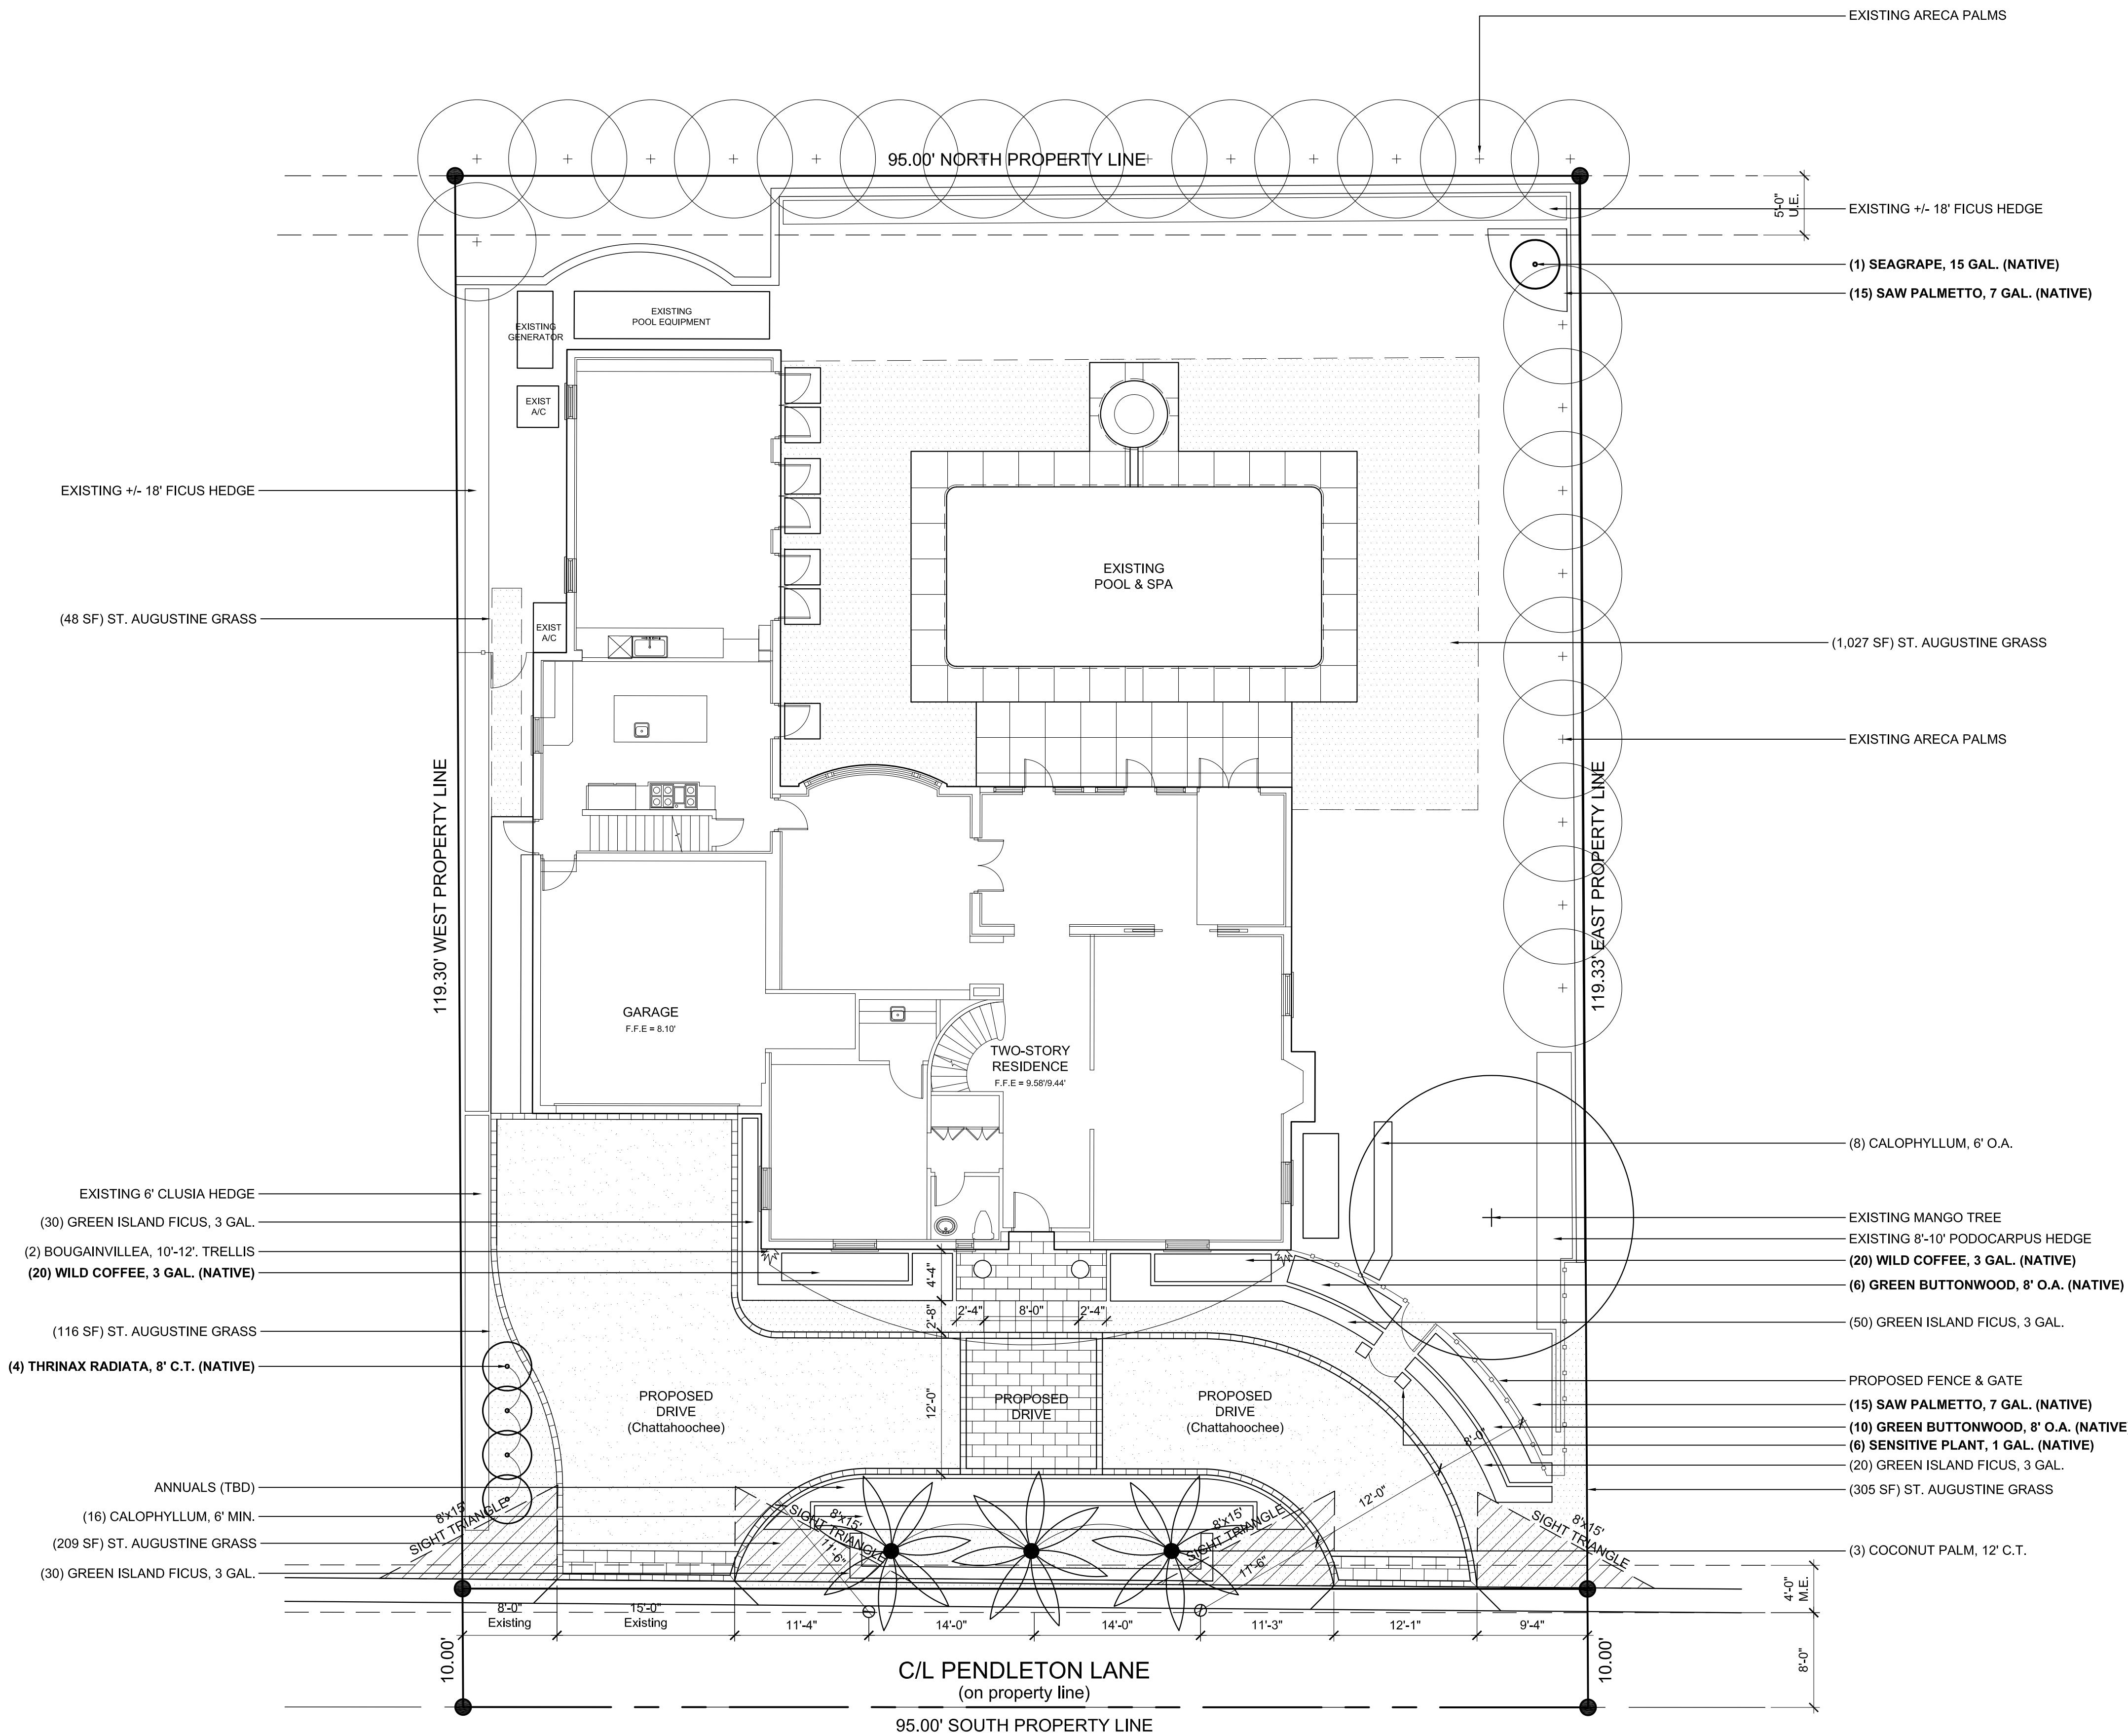 EXISTING ARECA PALMS
95.00' NORTH PROPERTY LINE
5'-0"
U.E.
EXISTING +/- 18' FICUS HEDGE
(1) SEAGRAPE, 15 GAL. (NATIVE)
(15) SAW PALMETTO, 7 GAL. (NATIVE)
EXISTING
GENERATOR
EXISTING
POOL EQUIPMENT
EXIST
A/C
EXISTING +/- 18' FICUS HEDGE
EXISTING
POOL & SPA
(48 SF) ST. AUGUSTINE GRASS
EXIST
A/C
(1,027 SF) ST. AUGUSTINE GRASS
EXISTING ARECA PALMS
119.30' WEST PROPERTY LINE
119.33' EAST PROPERTY LINE
GARAGE
F.F.E = 8.10'
TWO-STORY
RESIDENCE
F.F.E = 9.58'/9.44'
(8) CALOPHYLLUM, 6' O.A.
EXISTING 6' CLUSIA HEDGE
(30) GREEN ISLAND FICUS, 3 GAL.
(2) BOUGAINVILLEA, 10'-12'. TRELLIS
(20) WILD COFFEE, 3 GAL. (NATIVE)
EXISTING MANGO TREE
EXISTING 8'-10' PODOCARPUS HEDGE
(20) WILD COFFEE, 3 GAL. (NATIVE)
(6) GREEN BUTTONWOOD, 8' O.A. (NATIVE)
4'-4"
2'-8"
2'-4"
8'-0"
2'-4"
(50) GREEN ISLAND FICUS, 3 GAL.
(116 SF) ST. AUGUSTINE GRASS
(4) THRINAX RADIATA, 8' C.T. (NATIVE)
PROPOSED
DRIVE
(Chattahoochee)
12'-0"
PROPOSED
DRIVE
PROPOSED
DRIVE
(Chattahoochee)
PROPOSED FENCE & GATE
(15) SAW PALMETTO, 7 GAL. (NATIVE)
(10) GREEN BUTTONWOOD, 8' O.A. (NATIVE
(6) SENSITIVE PLANT, 1 GAL. (NATIVE)
(20) GREEN ISLAND FICUS, 3 GAL.
(305 SF) ST. AUGUSTINE GRASS
8'-0"
12'-0"
ANNUALS (TBD)
(16) CALOPHYLLUM, 6' MIN.
(209 SF) ST. AUGUSTINE GRASS
(30) GREEN ISLAND FICUS, 3 GAL.
8'x15'
SIGHT TRIANGLE
8'x15'
SIGHT TRIANGLE
11'-6"
8'x15'
SIGHT TRIANGLE
11'-6"
8'x15'
SIGHT TRIANGLE
(3) COCONUT PALM, 12' C.T.
4'-0"
M.E.
8'-0"
Existing
15'-0"
Existing
11'-4"
14'-0"
14'-0"
11'-3"
12'-1"
9'-4"
10.00'
10.00'
8'-0"
C/L PENDLETON LANE
(on property line)
95.00' SOUTH PROPERTY LINE